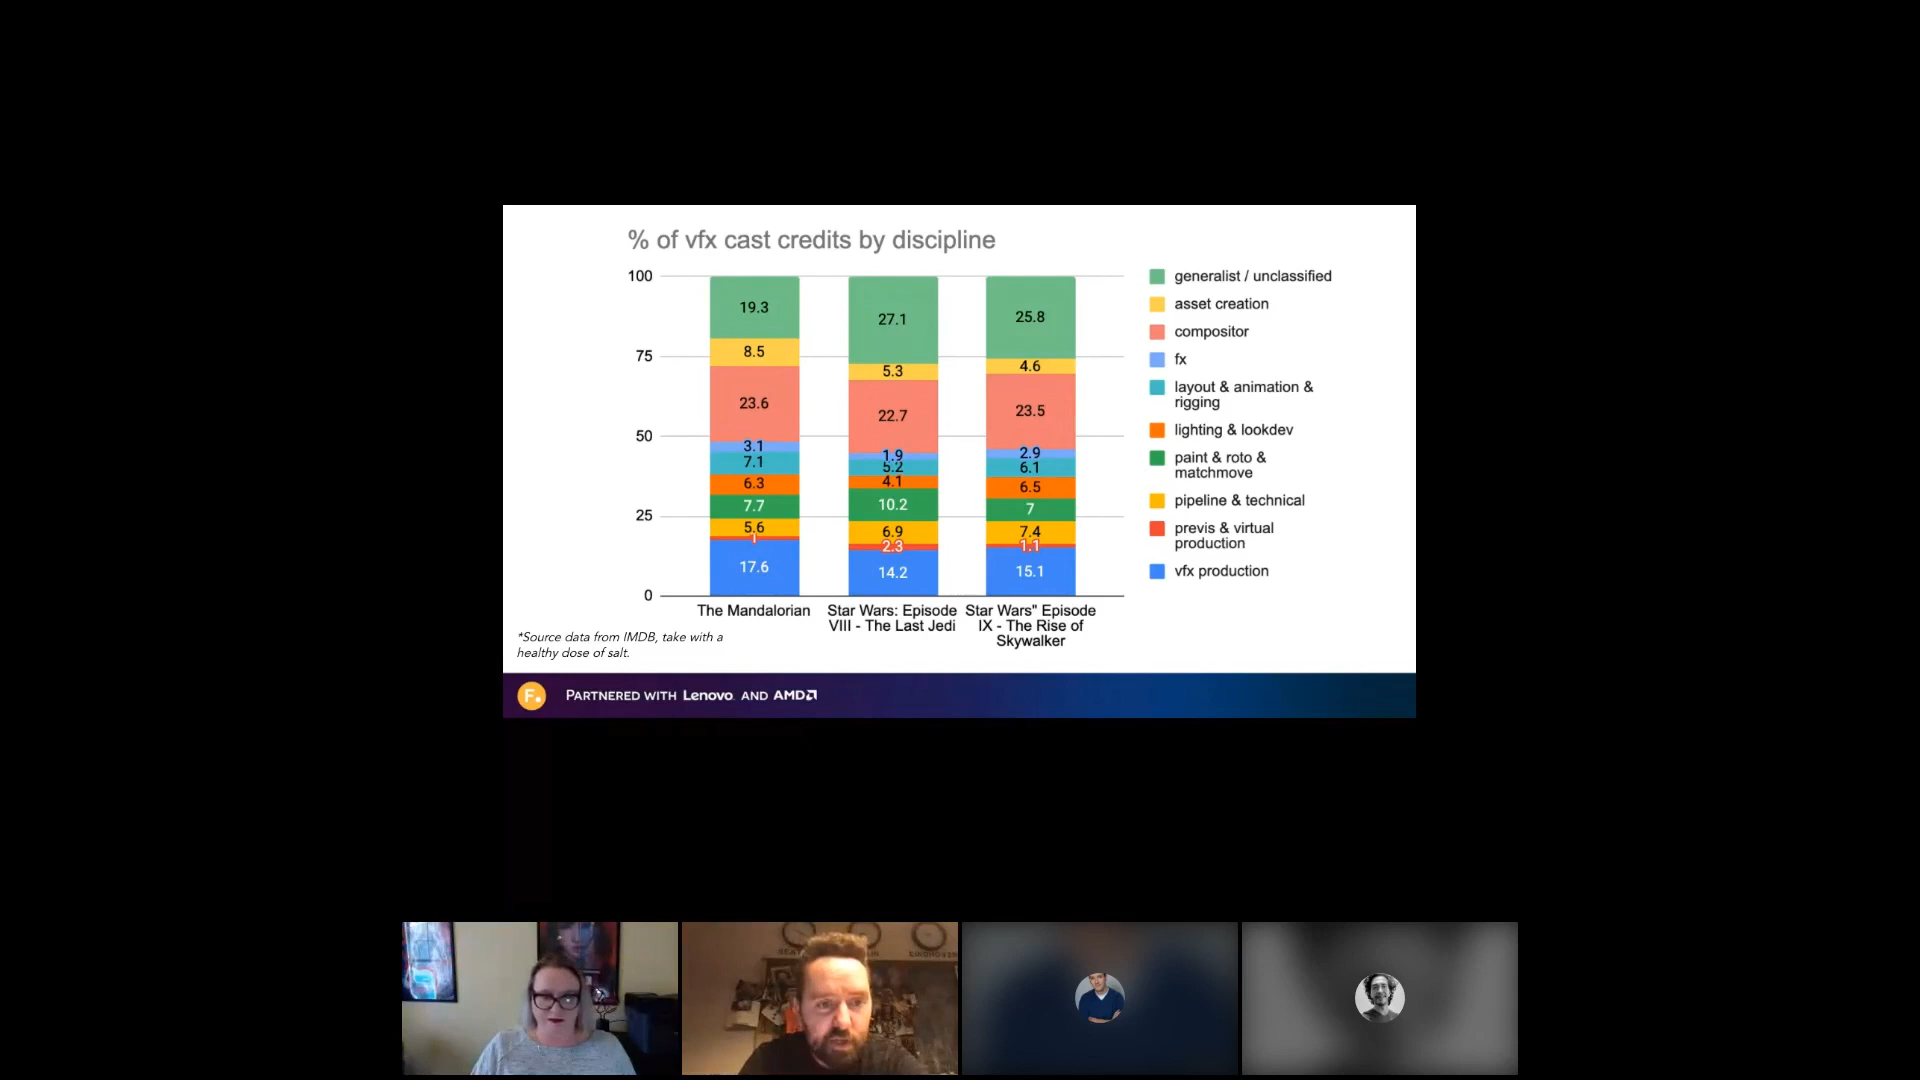 % of vfx cast credits by discipline
100
75
50
25
0
19.3
8.5
23.6
3.1
7.1
6.3
7.7
5.6
1
17.6
27.1
5.3
22.7
1.9
5.2
4.1
10.2
6.9
2.3
14.2
25.8
4.6
23.5
2.9
6.1
6.5
7
7.4
1.1
15.1
The Mandalorian
Star Wars: Episode
VIII - The Last Jedi
Star Wars" Episode
IX - The Rise of
Skywalker
generalist / unclassified
asset creation
compositor
fx
layout & animation &
rigging
lighting & lookdev
paint & roto &
matchmove
pipeline & technical
previs & virtual
production
vfx production
*Source data from IMDB, take with a
healthy dose of salt.
F.
PARTNERED WITH Lenovo. AND AMD